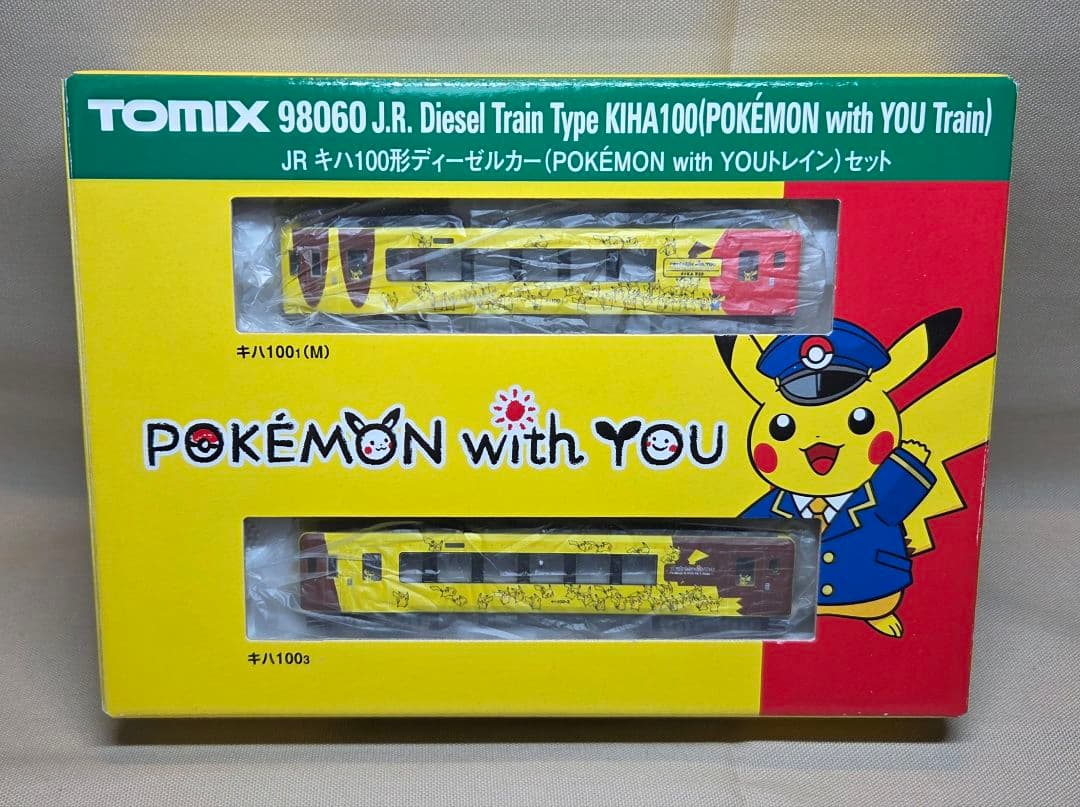 TOMIX 98060 J.R. Diesel Train Type KIHA100(POKÉMON with YOU Train)
JR キハ100形ディーゼルカー(POKÉMON with YOUトレイン)セット
キハ100₁(M)
POKÉMON with YOU
キハ100₃